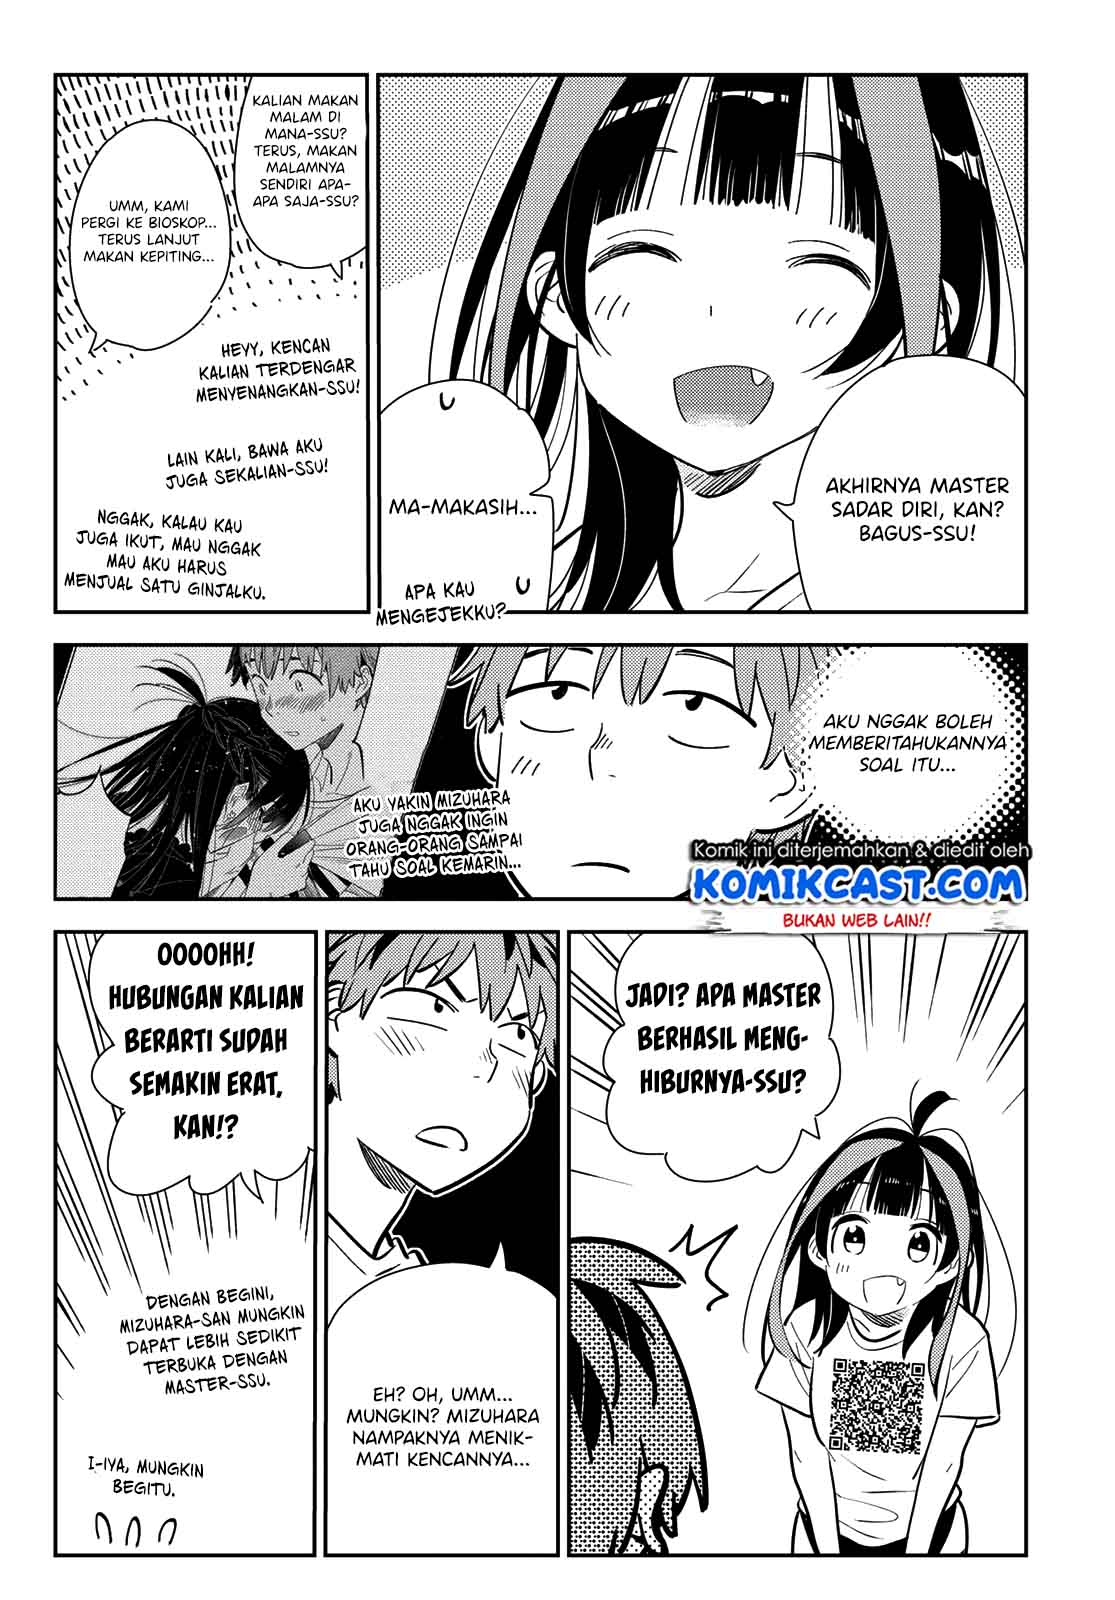 AKHIRNYA MASTER
SADAR DIRI, KAN?
BAGUS-SSU!
MA-MAKASIH...
APA KAU
MENGEJEKKU?
KALIAN MAKAN
MALAM DI
MANA-SSU?
TERUS, MAKAN
MALAMNYA
SENDIRI APA-
APA SAJA-SSU?
UMM, KAMI
PERGI KE BIOSKOP...
TERUS LANJUT
MAKAN KEPITING...
HEYY, KENCAN
KALIAN TERDENGAR
MENYENANGKAN-SSU!
LAIN KALI, BAWA AKU
JUGA SEKALIAN-SSU!
NGGAK, KALAU KAU
JUGA IKUT, MAU NGGAK
MAU AKU HARUS
MENJUAL SATU GINJALKU.
AKU NGGAK BOLEH
MEMBERITAHUKANNYA
SOAL ITU...
AKU YAKIN MIZUHARA
JUGA NGGAK INGIN
ORANG-ORANG SAMPAI
TAHU SOAL KEMARIN...
Komik ini diterjemahkan & diedit oleh
KOMIKCAST.COM
BUKAN WEB LAIN!!
JADI? APA MASTER
BERHASIL MENG-
HIBURNYA-SSU?
EH? OH, UMM...
MUNGKIN? MIZUHARA
NAMPAKNYA MENIK-
MATI KENCANNYA...
OOOOHH!
HUBUNGAN KALIAN
BERARTI SUDAH
SEMAKIN ERAT,
KAN!?
DENGAN BEGINI,
MIZUHARA-SAN MUNGKIN
DAPAT LEBIH SEDIKIT
TERBUKA DENGAN
MASTER-SSU.
I-IYA, MUNGKIN
BEGITU.